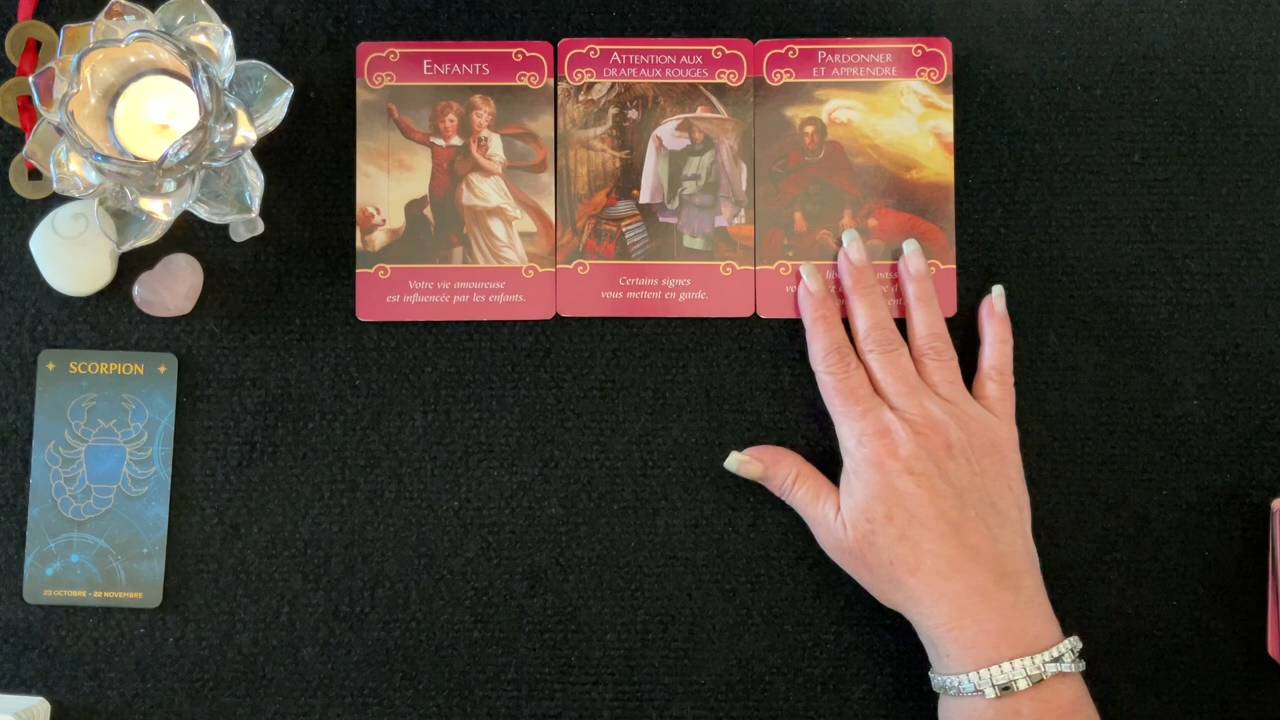 ENFANTS
Votre vie amoureuse
est influencée par les enfants.
ATTENTION AUX
DRAPEAUX ROUGES
Certains signes
vous mettent en garde.
PARDONNER
ET APPRENDRE
SCORPION
23 OCTOBRE - 22 NOVEMBRE